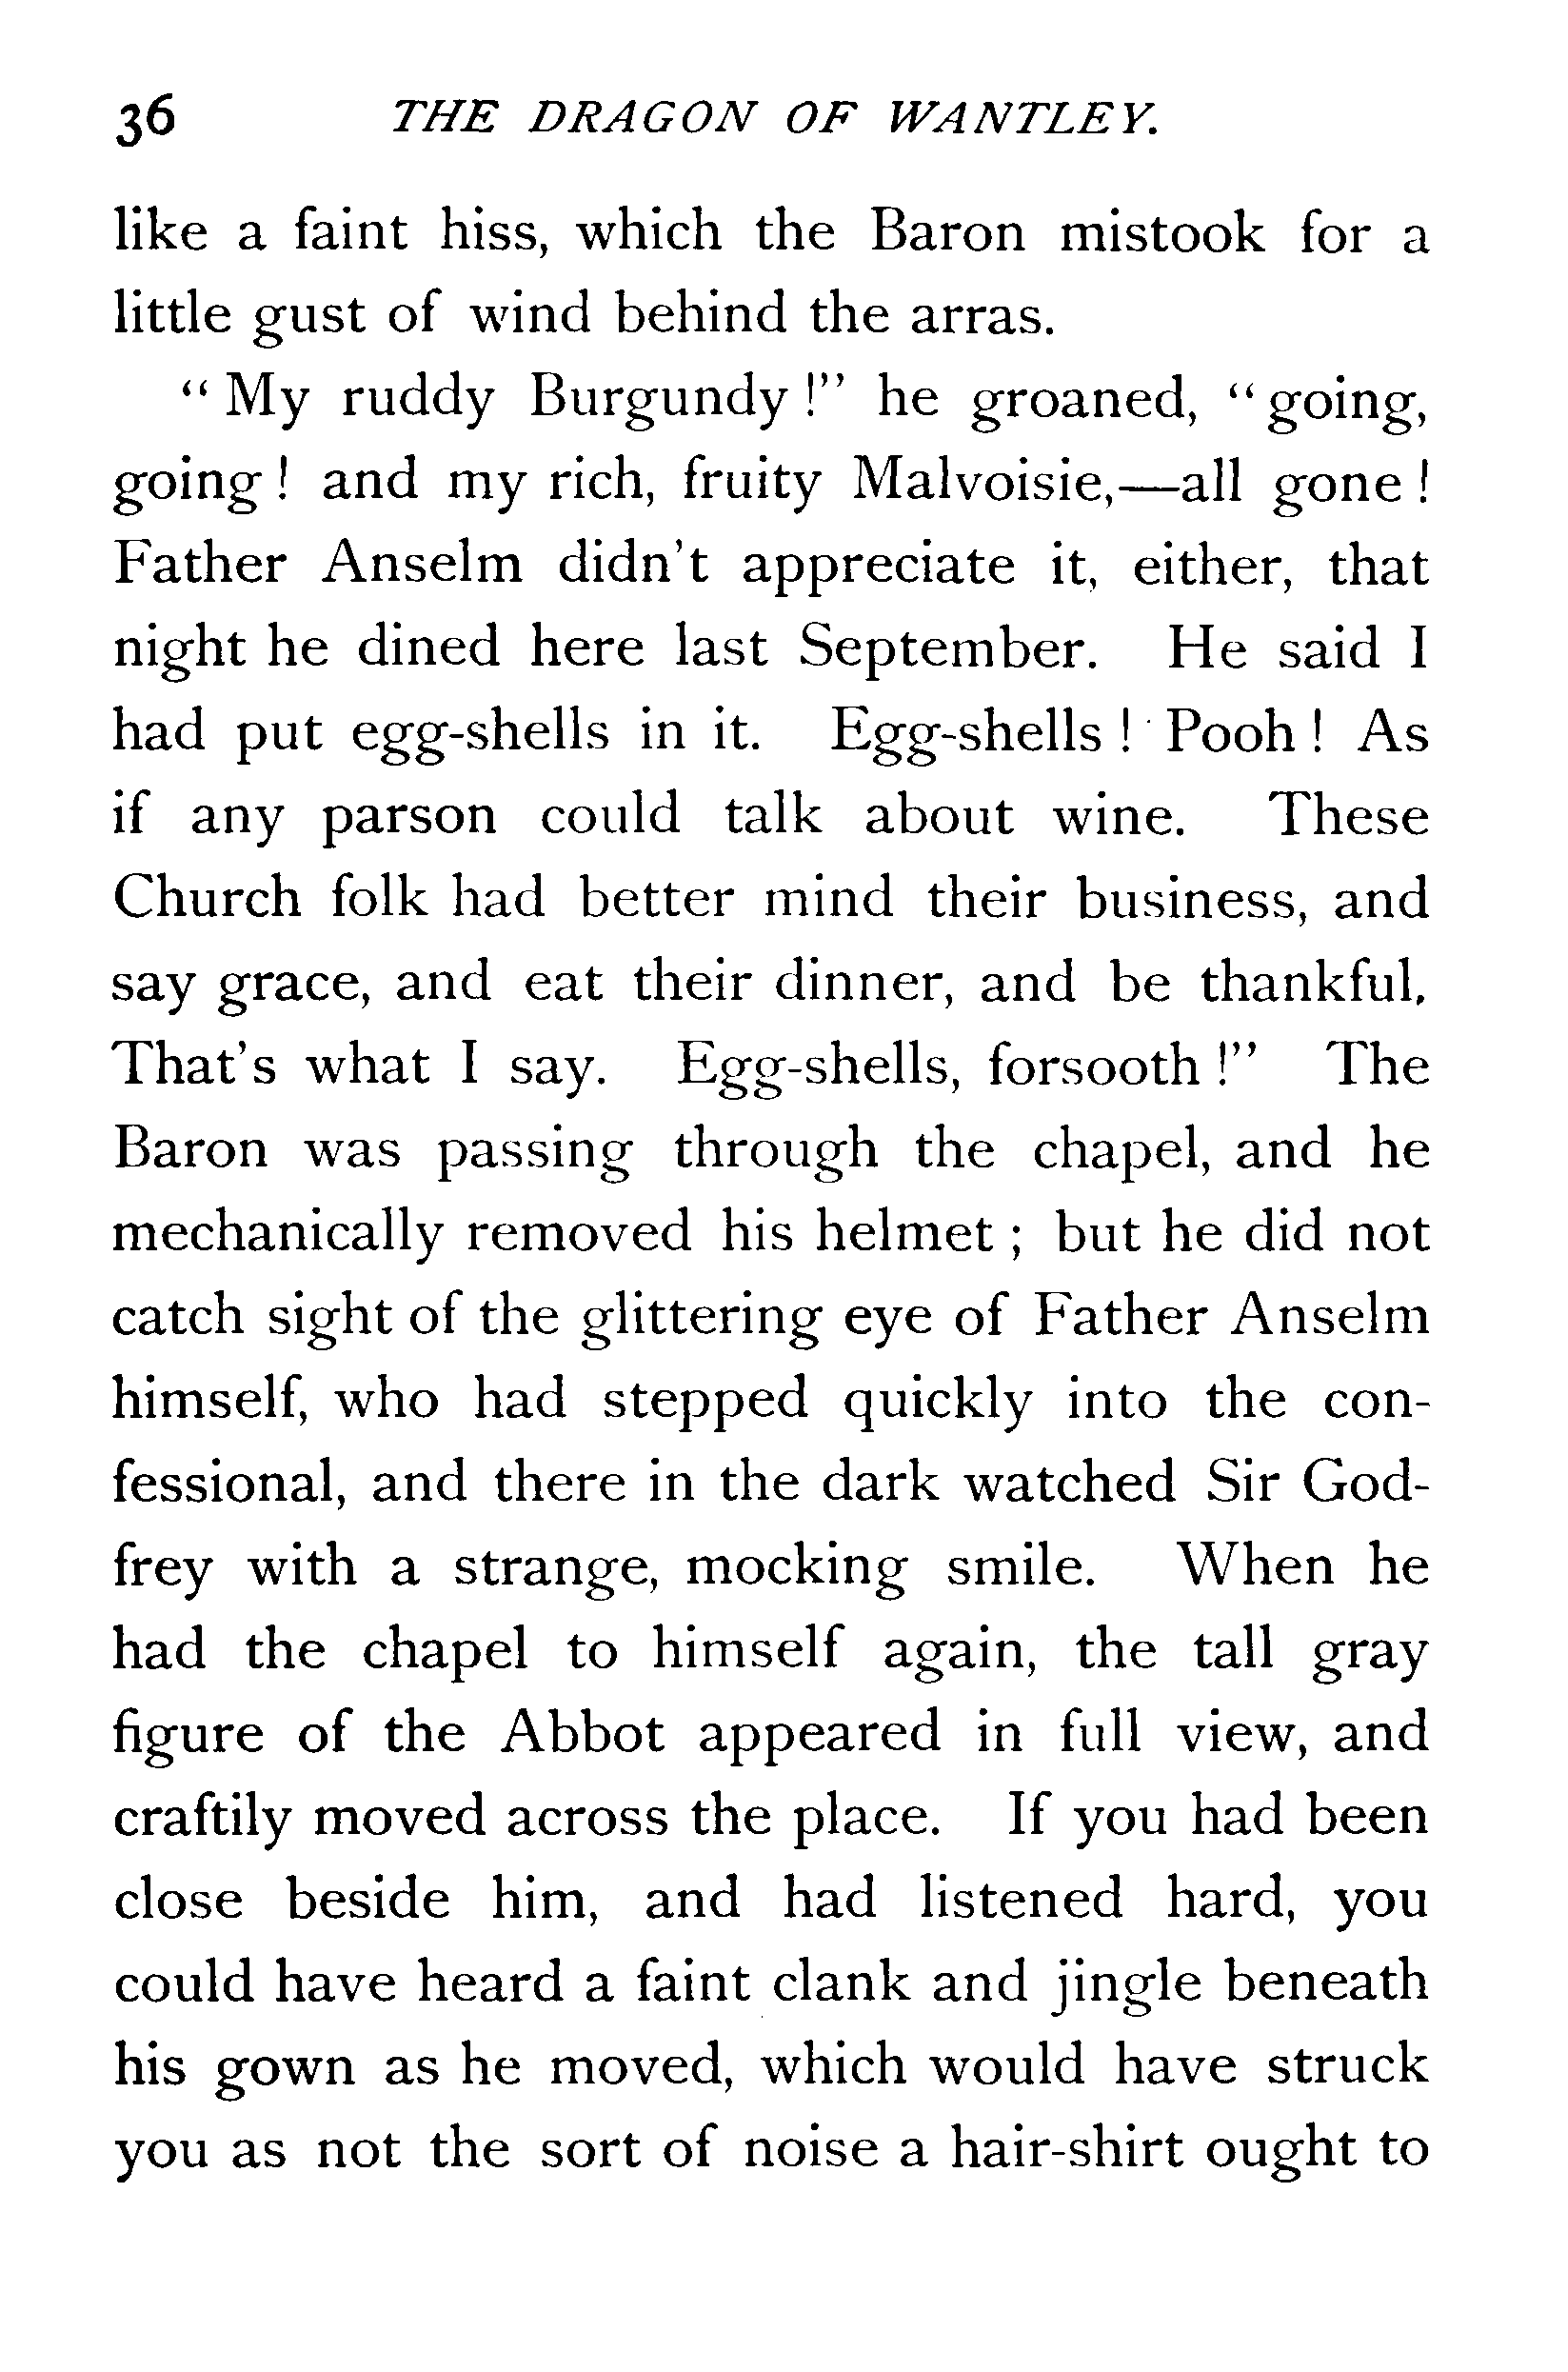 36 THE DRAGON OF WANTLEY.
like a faint hiss, which the Baron mistook for a
little gust of wind behind the arras.
“My ruddy Burgundy!” he groaned, “going,
going! and my rich, fruity Malvoisie,—all gone!
Father Anselm didn’t appreciate it, either, that
night he dined here last September. He said I
had put egg-shells in it. Egg-shells! Pooh! As
if any parson could talk about wine. These
Church folk had better mind their business, and
say grace, and eat their dinner, and be thankful.
That’s what I say. Egg-shells, forsooth!” The
Baron was passing through the chapel, and he
mechanically removed his helmet; but he did not
catch sight of the glittering eye of Father Anselm
himself, who had stepped quickly into the con-
fessional, and there in the dark watched Sir God-
frey with a strange, mocking smile. When he
had the chapel to himself again, the tall gray
figure of the Abbot appeared in full view, and
craftily moved across the place. If you had been
close beside him, and had listened hard, you
could have heard a faint clank and jingle beneath
his gown as he moved, which would have struck
you as not the sort of noise a hair-shirt ought to